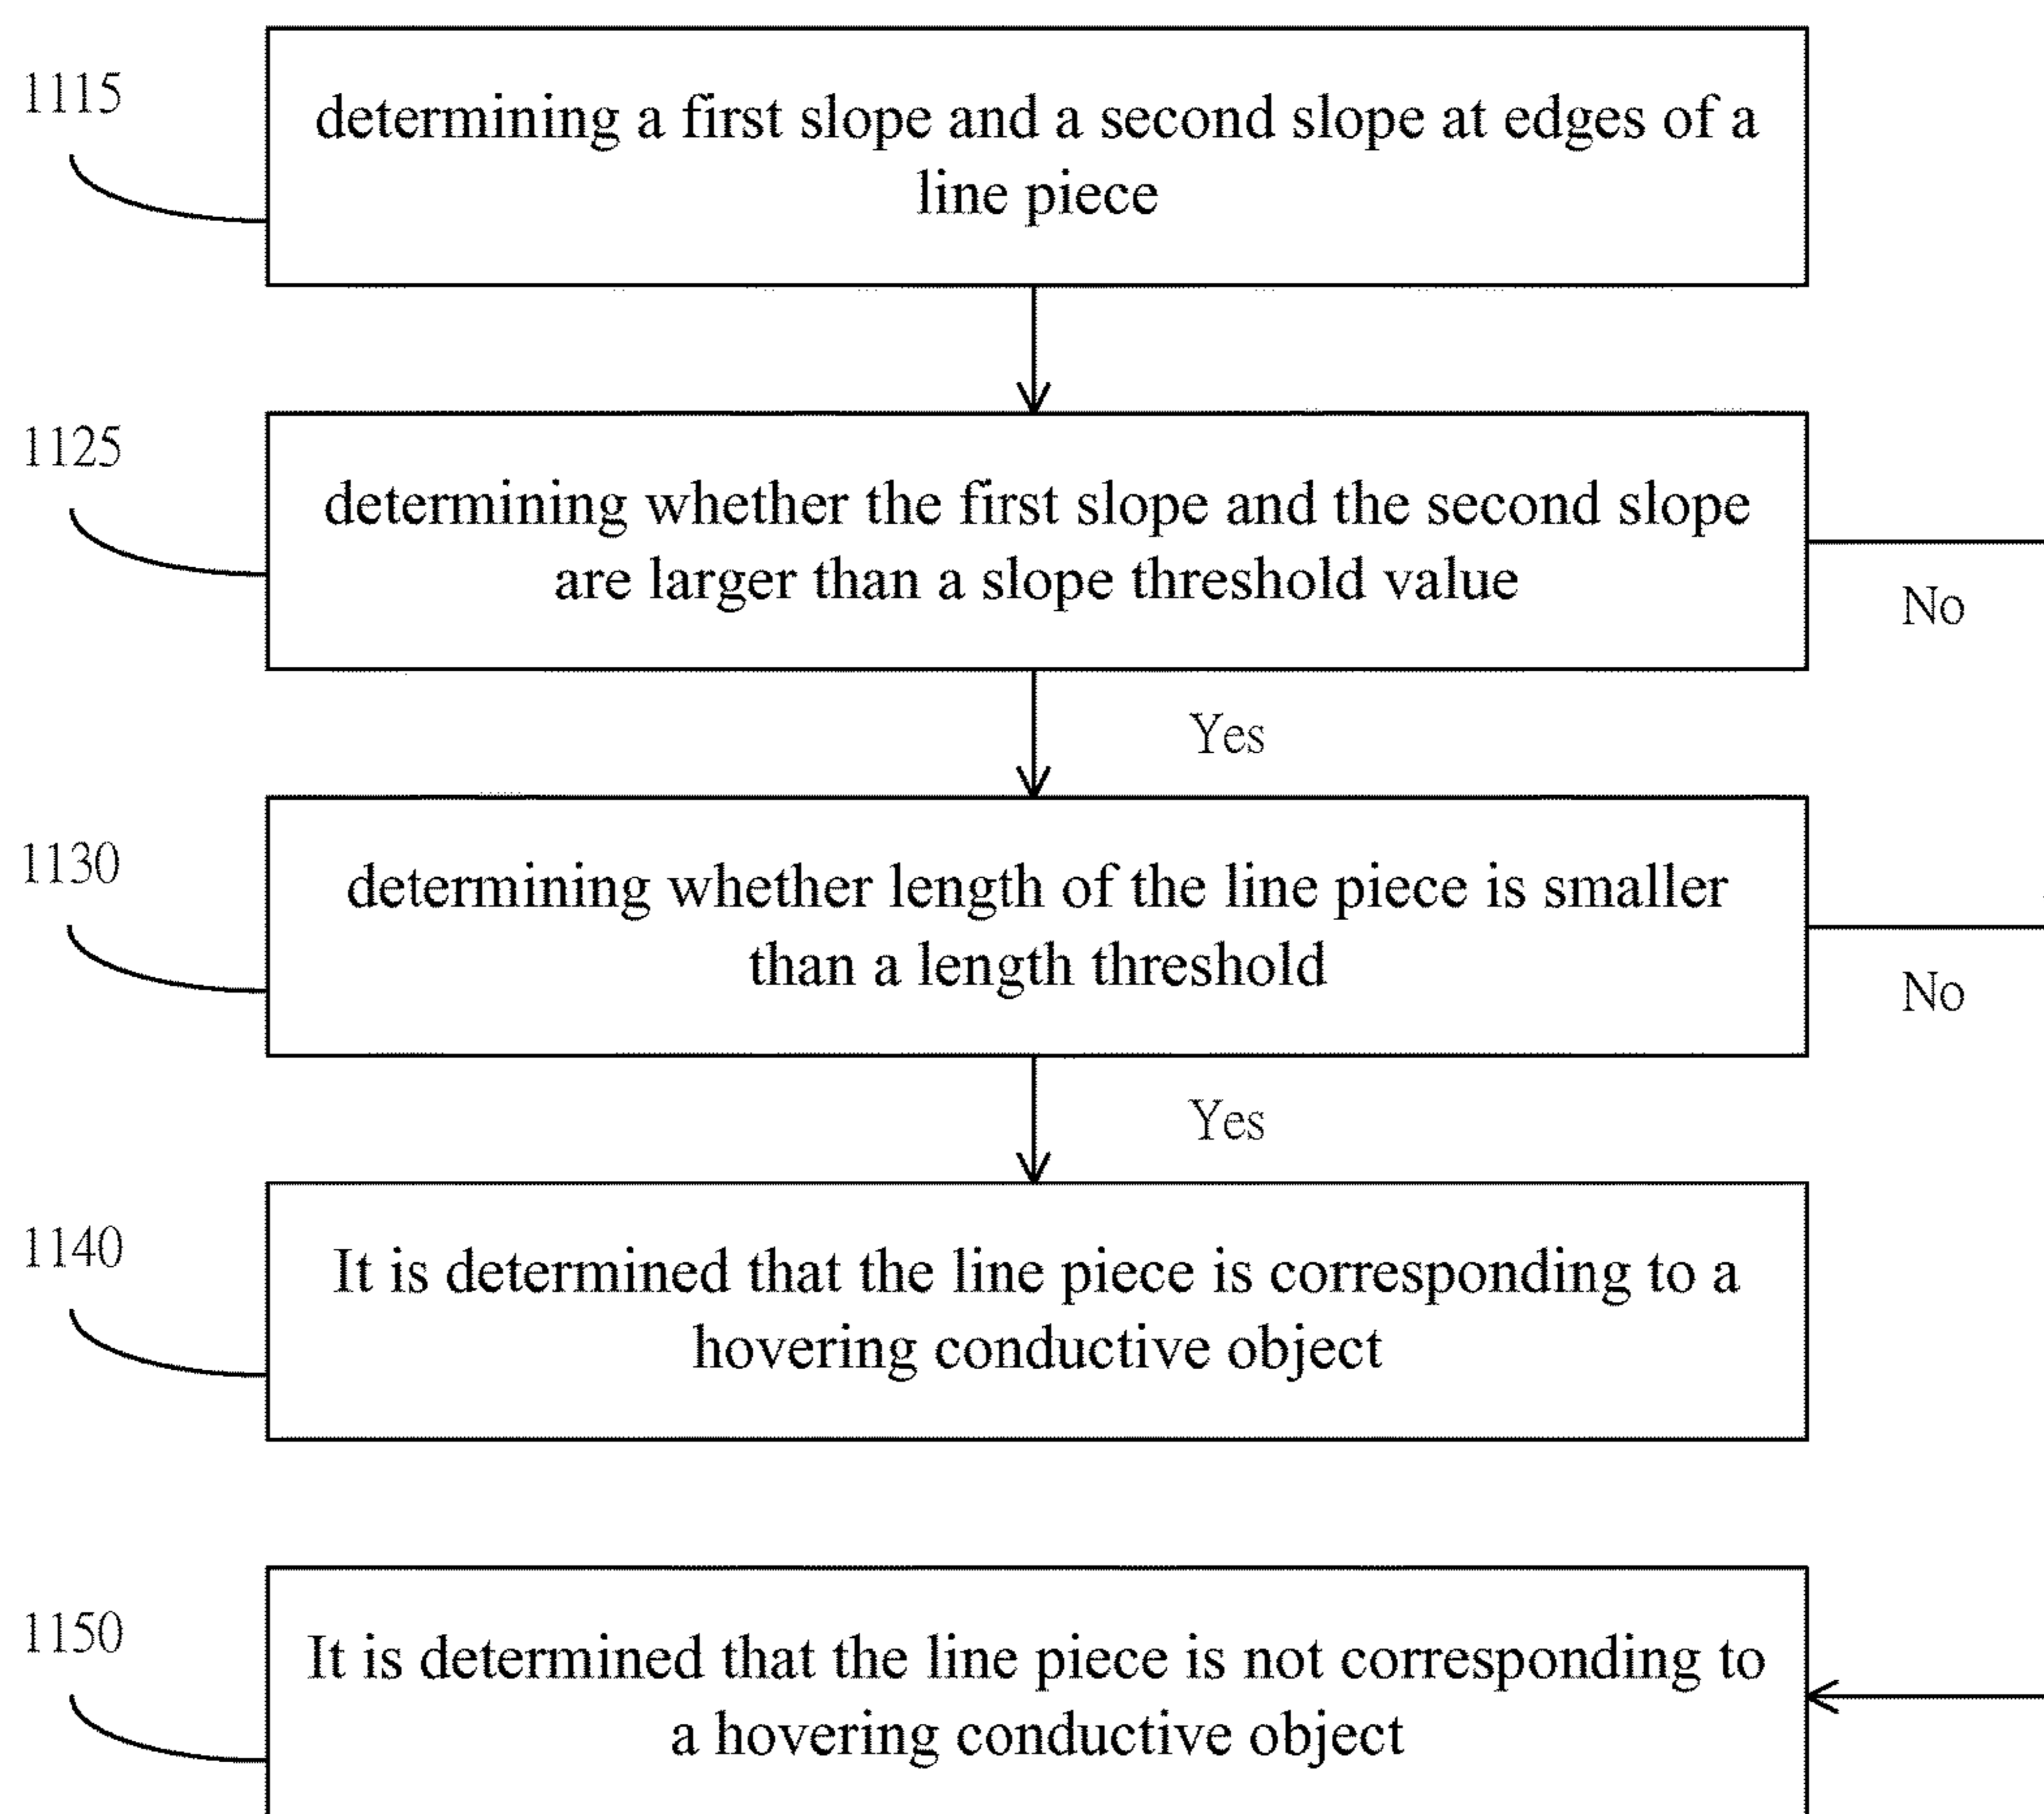 1115
determining a first slope and a second slope at edges of a
line piece
1125
determining whether the first slope and the second slope
are larger than a slope threshold value
No
Yes
1130
determining whether length of the line piece is smaller
than a length threshold
No
Yes
1140
It is determined that the line piece is corresponding to a
hovering conductive object
1150
It is determined that the line piece is not corresponding to
a hovering conductive object